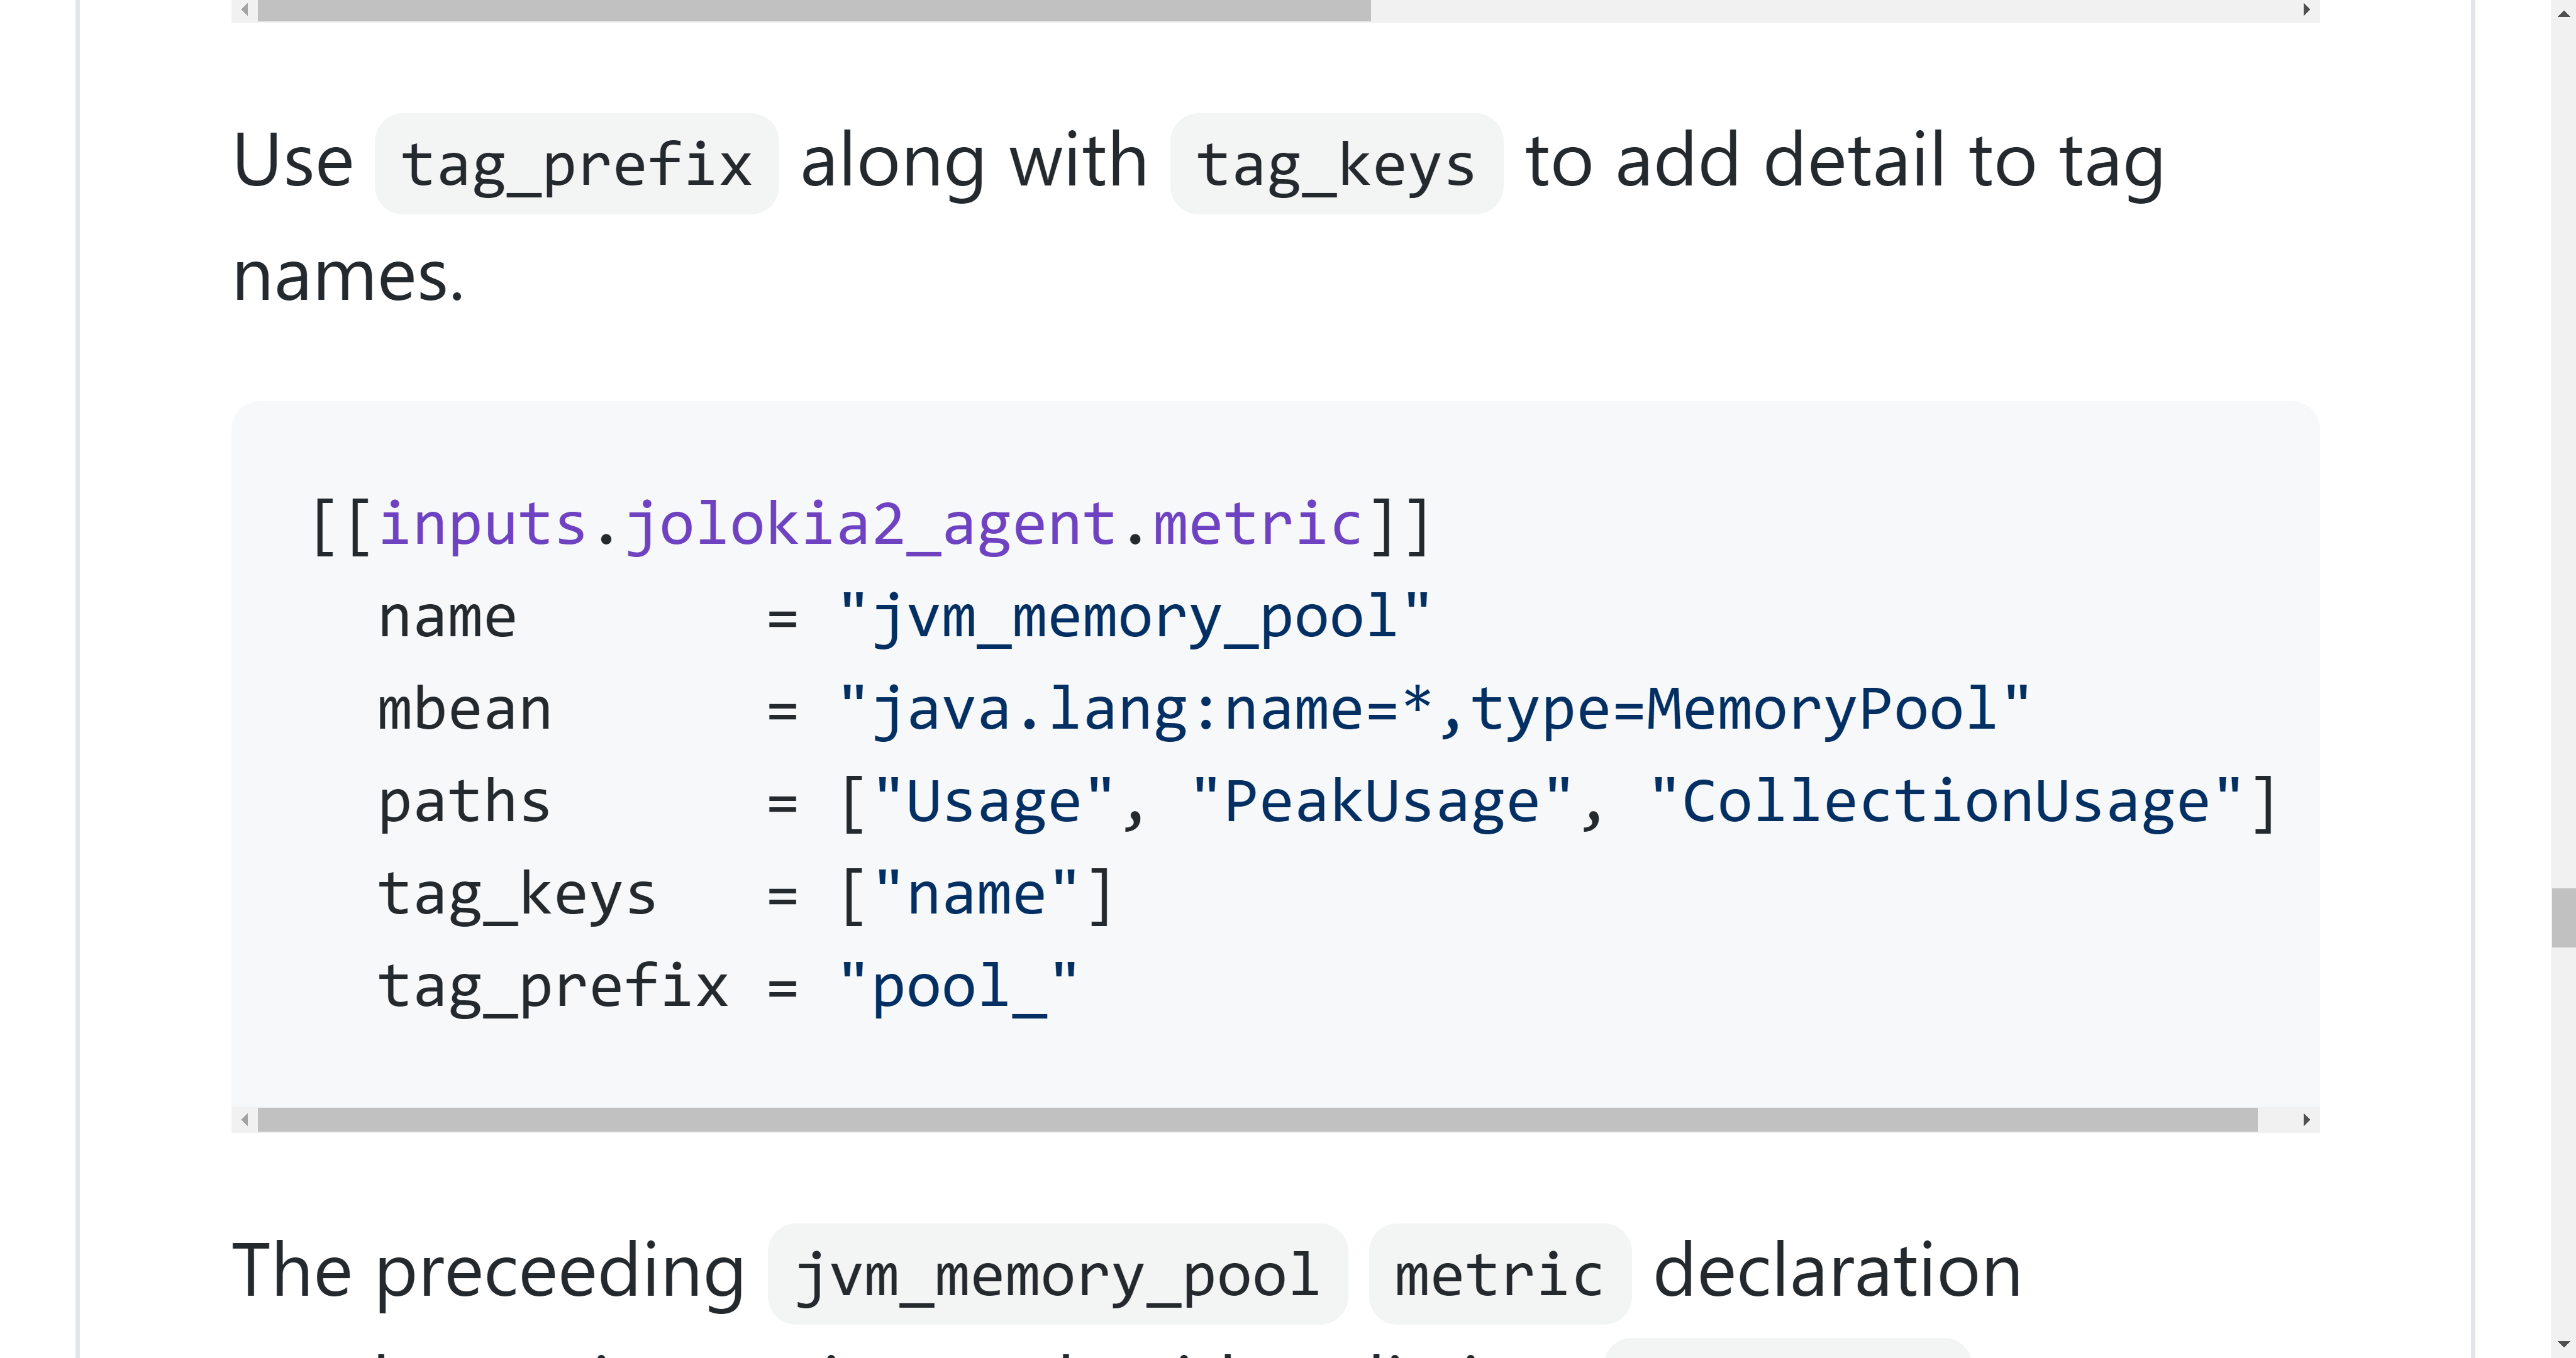 Use tag_prefix along with tag_keys to add detail to tag
names.
[[inputs.jolokia2_agent.metric]]
  name       = "jvm_memory_pool"
  mbean      = "java.lang:name=*,type=MemoryPool"
  paths      = ["Usage", "PeakUsage", "CollectionUsage"]
  tag_keys   = ["name"]
  tag_prefix = "pool_"
The preceeding jvm_memory_pool metric declaration